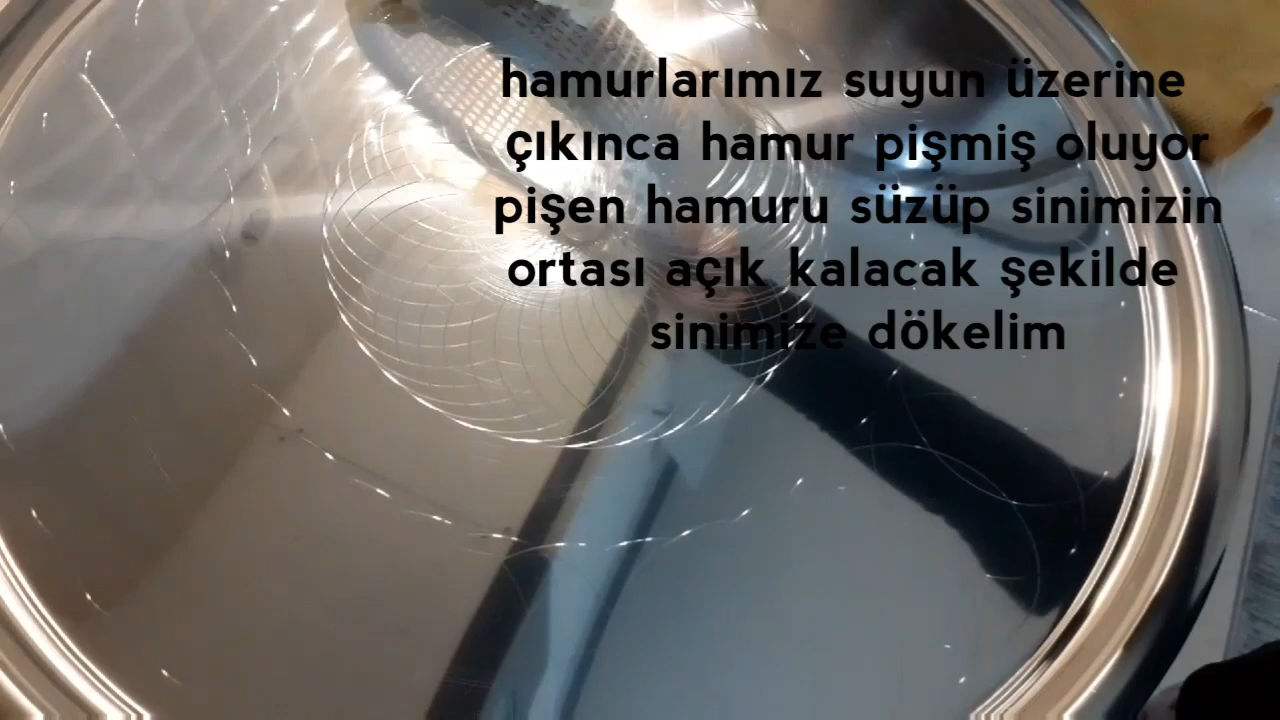 hamurlarımız suyun üzerine
çıkınca hamur pişmiş oluyor
pişen hamuru süzüp sinimizin
ortası açık kalacak şekilde
sinimize dökelim